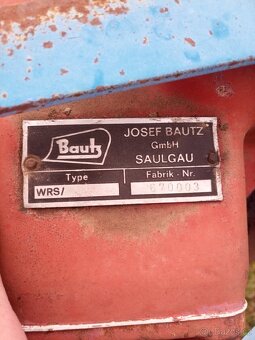 Bautz
JOSEF BAUTZ
GmbH
SAULGAU
Type
Fabrik - Nr.
WRS/
670003